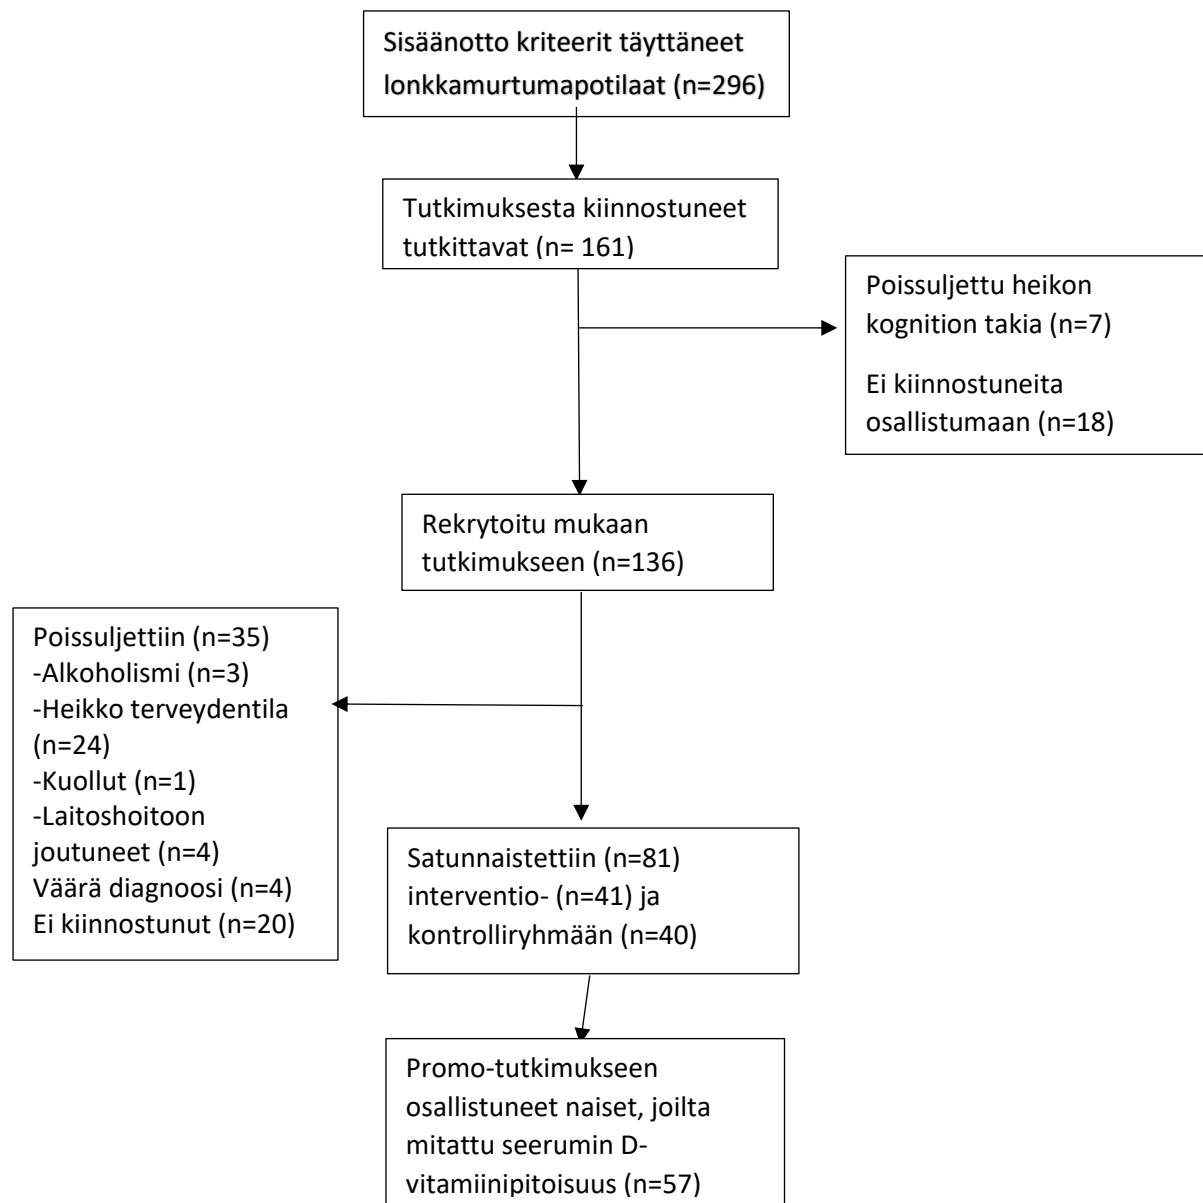 Sisäänotto kriteerit täyttäneet
lonkkamurtumapotilaat (n=296)
Tutkimuksesta kiinnostuneet
tutkittavat (n= 161)
Poissuljettu heikon
kognition takia (n=7)
Ei kiinnostuneita
osallistumaan (n=18)
Rekrytoitu mukaan
tutkimukseen (n=136)
Poissuljettiin (n=35)
-Alkoholismi (n=3)
-Heikko terveydentila
(n=24)
-Kuollut (n=1)
-Laitoshoitoon
joutuneet (n=4)
Väärä diagnoosi (n=4)
Ei kiinnostunut (n=20)
Satunnaistettiin (n=81)
interventio- (n=41) ja
kontrolliryhmään (n=40)
Promo-tutkimukseen
osallistuneet naiset, joilta
mitattu seerumin D-
vitamiinipitoisuus (n=57)